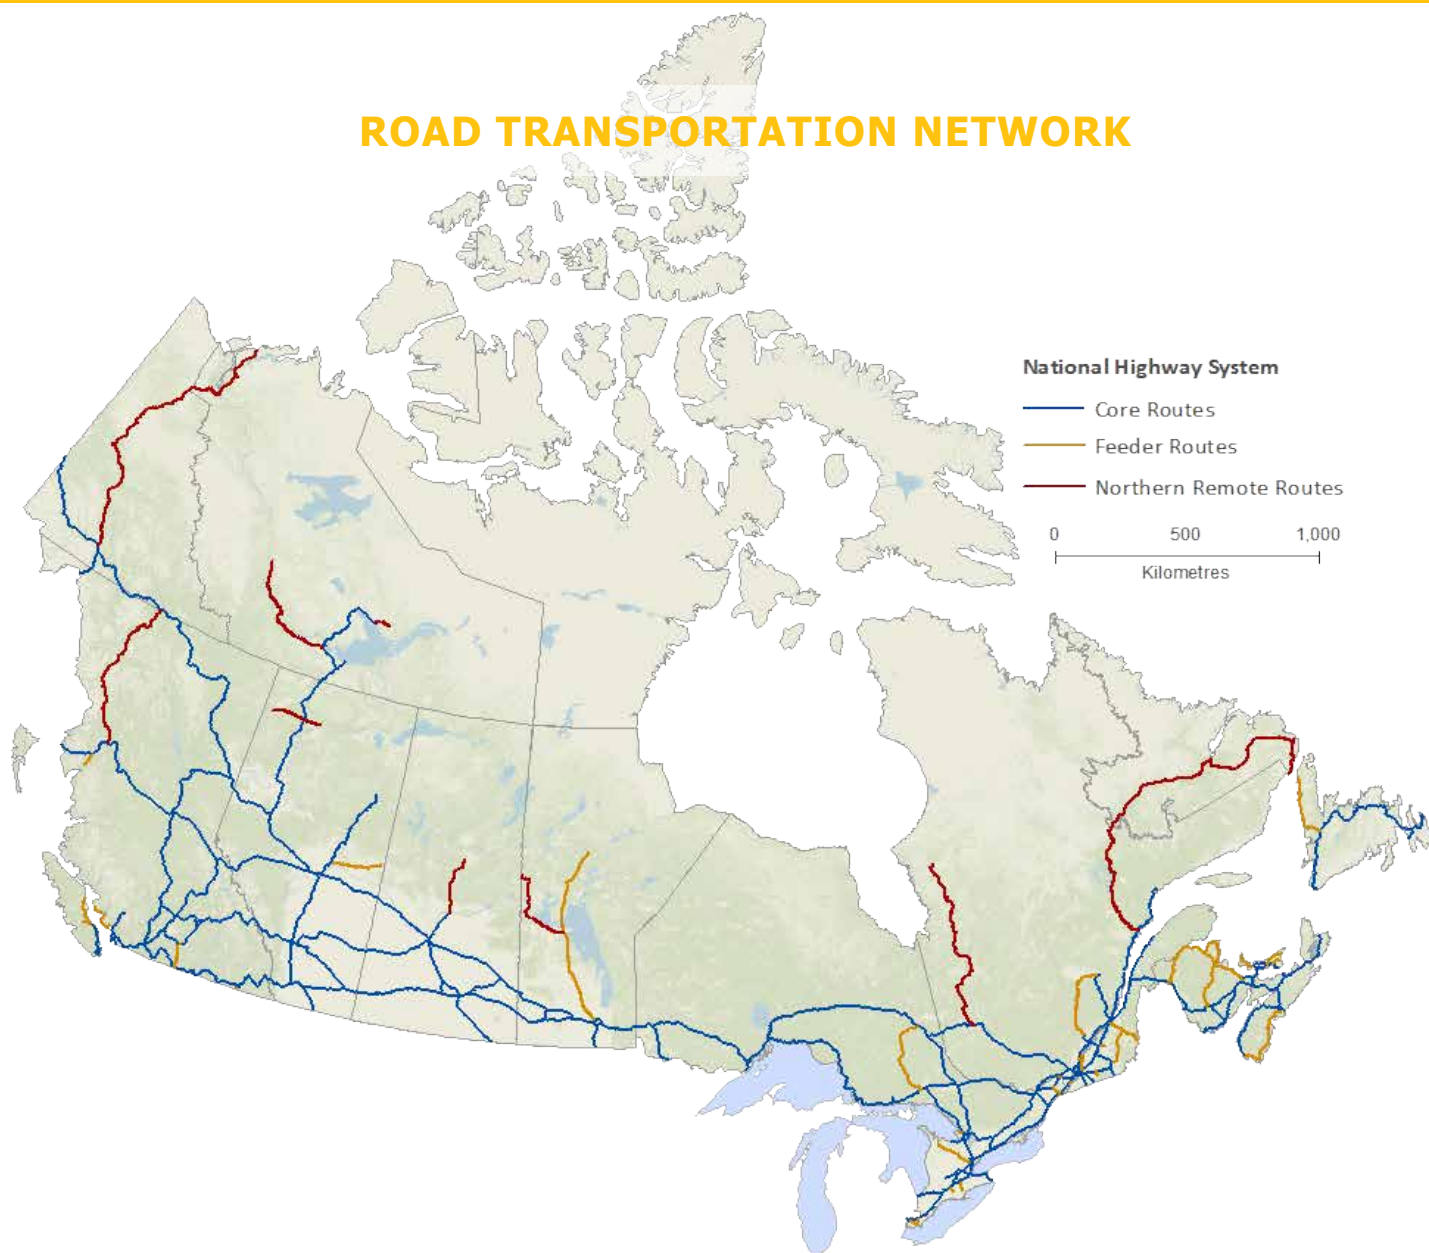 ROAD TRANSPORTATION NETWORK
National Highway System
Core Routes
Feeder Routes
Northern Remote Routes
0 500 1,000
Kilometres